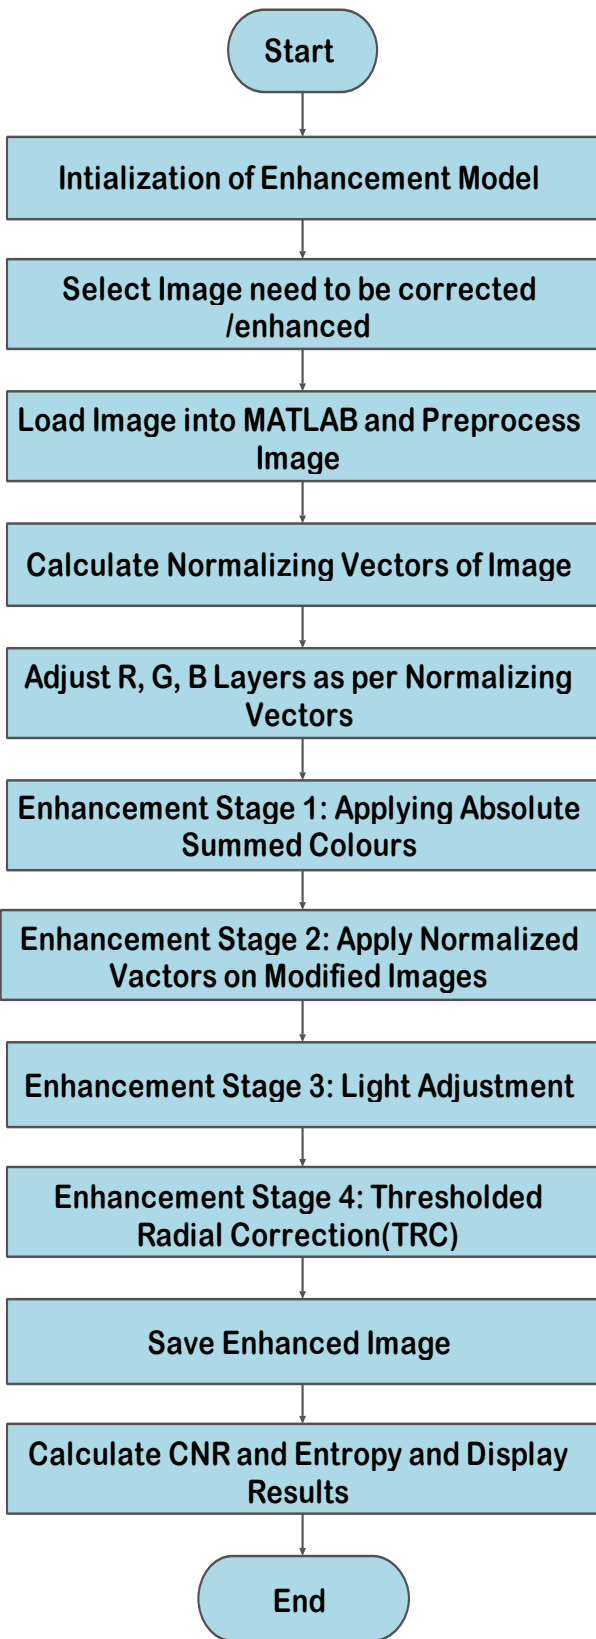 Start
Intialization of Enhancement Model
Select Image need to be corrected
/enhanced
Load Image into MATLAB and Preprocess
Image
Calculate Normalizing Vectors of Image
Adjust R, G, B Layers as per Normalizing
Vectors
Enhancement Stage 1: Applying Absolute
Summed Colours
Enhancement Stage 2: Apply Normalized
Vactors on Modified Images
Enhancement Stage 3: Light Adjustment
Enhancement Stage 4: Thresholded
Radial Correction(TRC)
Save Enhanced Image
Calculate CNR and Entropy and Display
Results
End